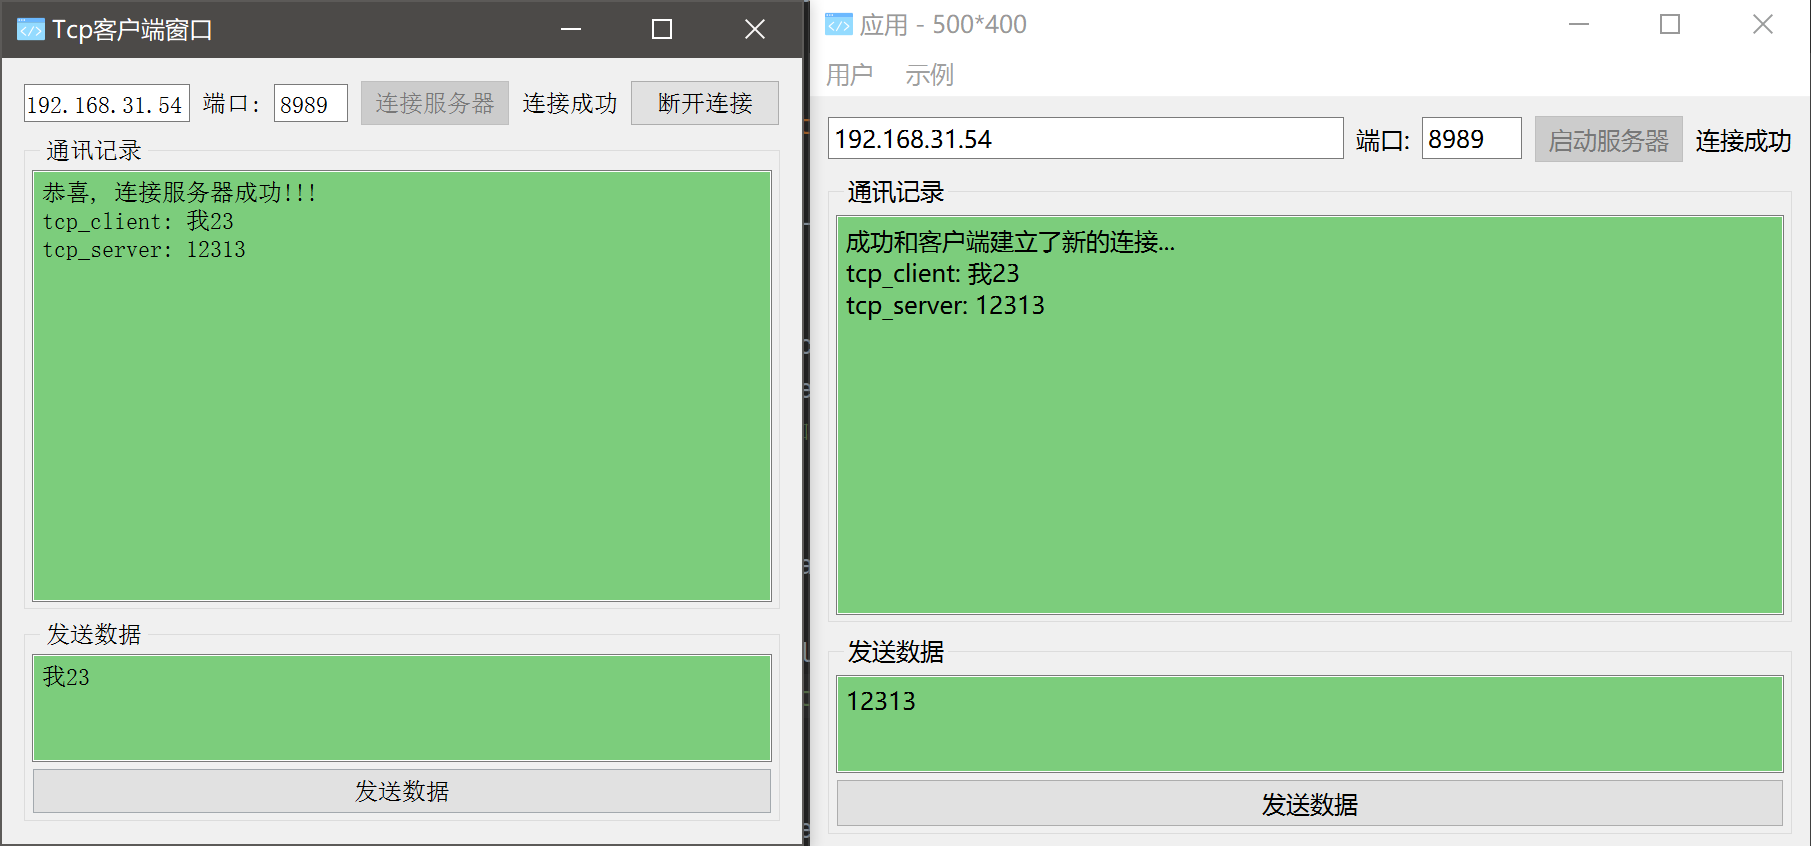 Tcp客户端窗口
192.168.31.54 端口: 8989 连接服务器 连接成功 断开连接
通讯记录
恭喜, 连接服务器成功!!!
tcp_client: 我23
tcp_server: 12313
发送数据
我23
发送数据
应用 - 500*400
用户 示例
192.168.31.54 端口: 8989 启动服务器 连接成功
通讯记录
成功和客户端建立了新的连接...
tcp_client: 我23
tcp_server: 12313
发送数据
12313
发送数据